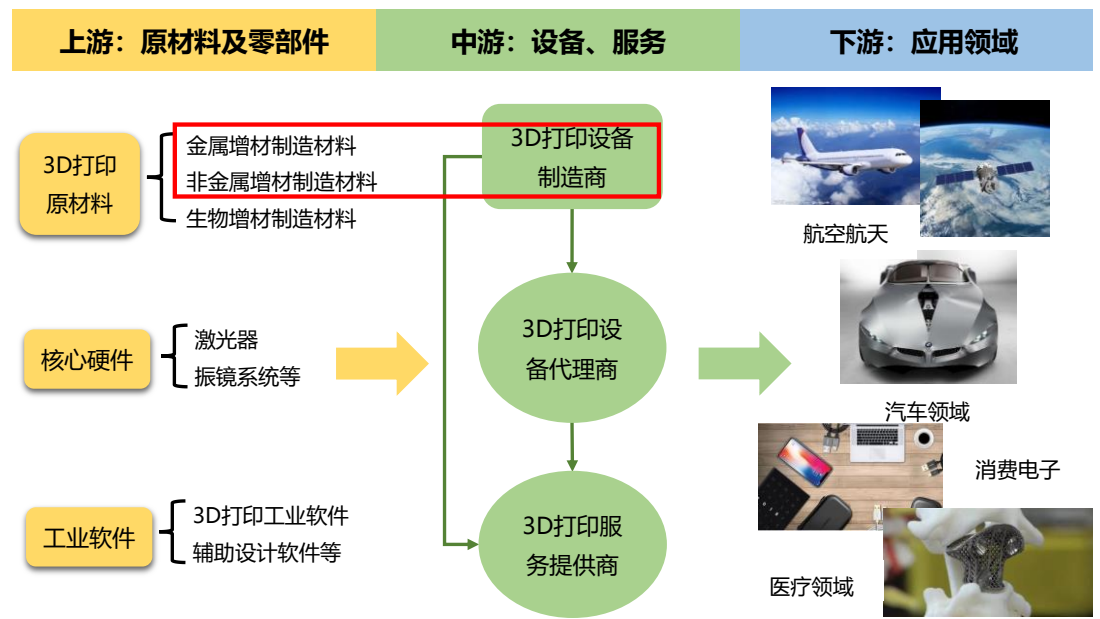 上游：原材料及零部件
中游：设备、服务
下游：应用领域
3D打印
原材料
金属增材制造材料
非金属增材制造材料
生物增材制造材料
3D打印设备
制造商
航空航天
核心硬件
激光器
振镜系统等
3D打印设
备代理商
汽车领域
消费电子
工业软件
3D打印工业软件
辅助设计软件等
3D打印服
务提供商
医疗领域